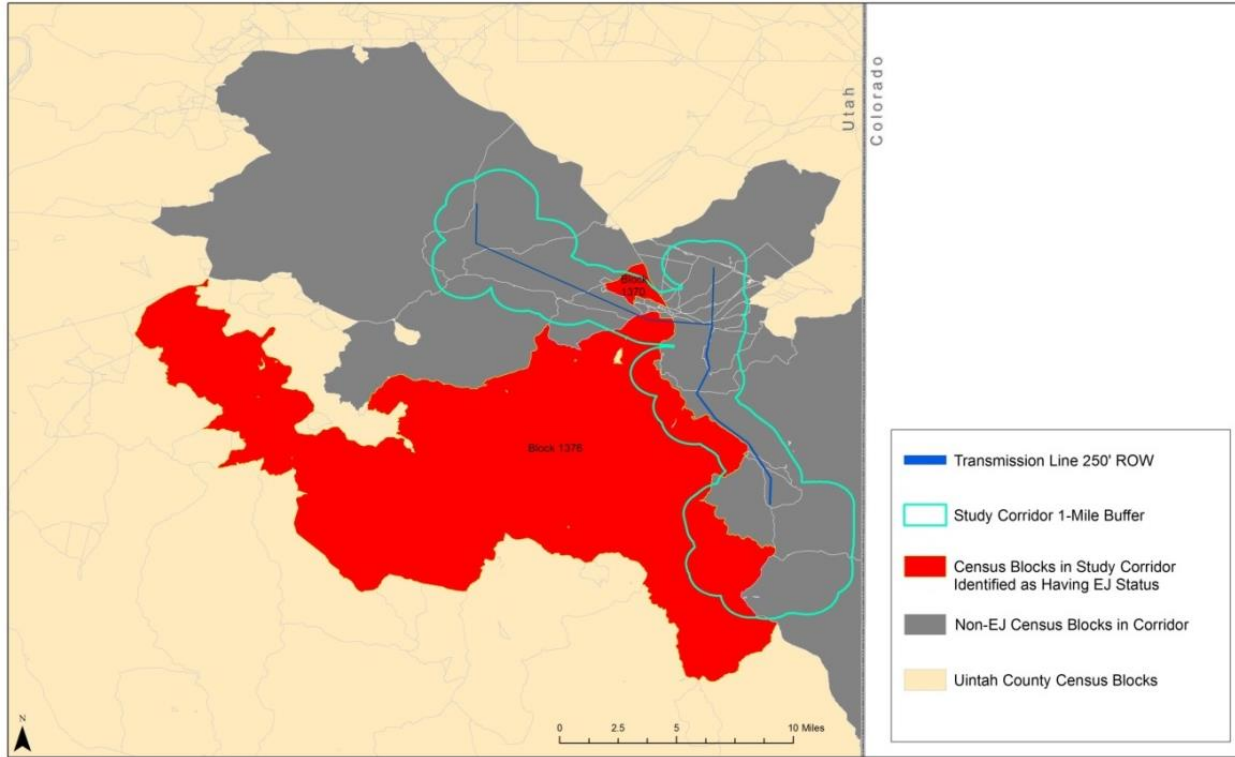 Utah
Colorado
Block
1370
Block 1376
Transmission Line 250' ROW
Study Corridor 1-Mile Buffer
Census Blocks in Study Corridor
Identified as Having EJ Status
Non-EJ Census Blocks in Corridor
Uintah County Census Blocks
N
0 2.5 5 10 Miles